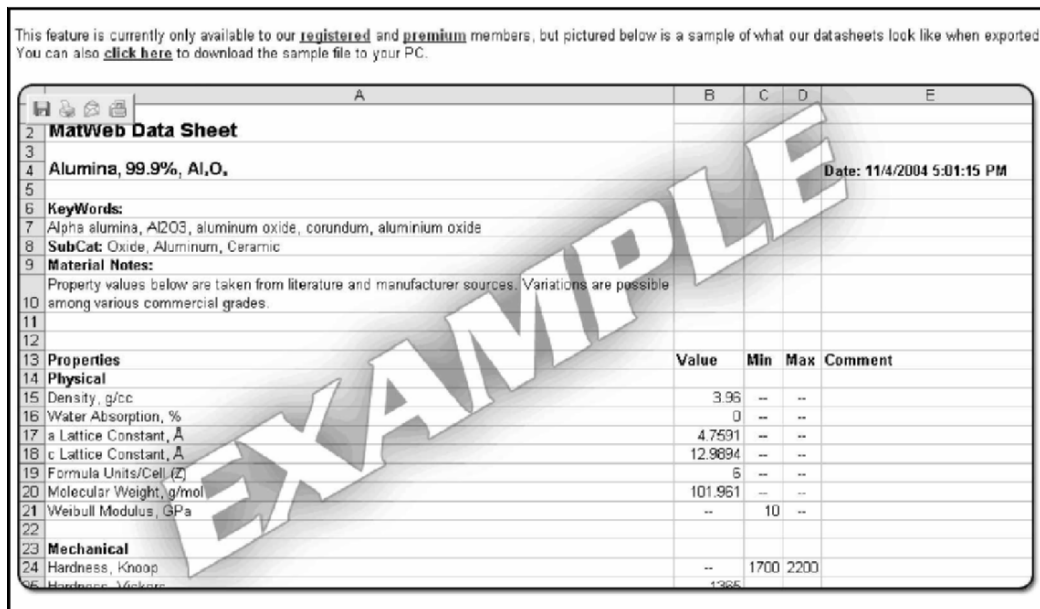 This feature is currently only available to our registered and premium members, but pictured below is a sample of what our datasheets look like when exported
You can also click here to download the sample file to your PC.
A B C D E
2 MatWeb Data Sheet
3
4 Alumina, 99.9%, Al₂O₃ Date: 11/4/2004 5:01:15 PM
5
6 KeyWords:
7 Alpha alumina, Al2O3, aluminum oxide, corundum, aluminium oxide
8 SubCat: Oxide, Aluminum, Ceramic
9 Material Notes:
Property values below are taken from literature and manufacturer sources. Variations are possible
10 among various commercial grades.
11
12
13 Properties Value Min Max Comment
14 Physical
15 Density, g/cc 3.96 -- --
16 Water Absorption, % 0 -- --
17 a Lattice Constant, Å 4.7591 -- --
18 c Lattice Constant, Å 12.9894 -- --
19 Formula Units/Cell (Z) 6 -- --
20 Molecular Weight, g/mol 101.961 -- --
21 Weibull Modulus, GPa -- 10 --
22
23 Mechanical
24 Hardness, Knoop -- 1700 2200
25 Hardness, Vickers 1365
EXAMPLE